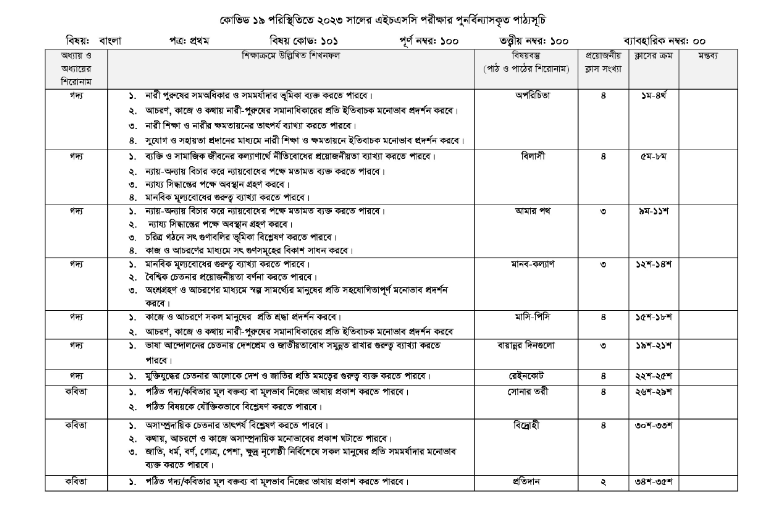 কোভিড ১৯ পরিস্থিতিতে ২০২৩ সালের এইচএসসি পরীক্ষার পুনর্বিন্যাসকৃত পাঠ্যসূচি
বিষয়: বাংলা পত্র: প্রথম বিষয় কোড: ১০১ পূর্ণ নম্বর: ১০০ তত্ত্বীয় নম্বর: ১০০ ব্যাবহারিক নম্বর: ০০
অধ্যায় ও অধ্যায়ের শিরোনাম শিক্ষাক্রমে উল্লিখিত শিখনফল বিষয়বস্তু (পাঠ ও পাঠের শিরোনাম) প্রয়োজনীয় ক্লাস সংখ্যা ক্লাসের ক্রম মন্তব্য
গদ্য ১. নারী পুরুষের সমঅধিকার ও সমমর্যাদার ভূমিকা ব্যক্ত করতে পারবে। অপরিচিতা ৪ ১ম-৪র্থ
২. আচরণ, কাজে ও কথায় নারী-পুরুষের সমানাধিকারের প্রতি ইতিবাচক মনোভাব প্রদর্শন করবে।
৩. নারী শিক্ষা ও নারীর ক্ষমতায়নের তাৎপর্য ব্যাখ্যা করতে পারবে।
৪. সুযোগ ও সহায়তা প্রদানের মাধ্যমে নারী শিক্ষা ও ক্ষমতায়নে ইতিবাচক মনোভাব প্রদর্শন করবে।
গদ্য ১. ব্যক্তি ও সামাজিক জীবনের কল্যাণার্থে নীতিবোধের প্রয়োজনীয়তা ব্যাখ্যা করতে পারবে। বিলাসী ৪ ৫ম-৮ম
২. ন্যায়-অন্যায় বিচার করে ন্যায়বোধের পক্ষে মতামত ব্যক্ত করতে পারবে।
৩. ন্যায্য সিদ্ধান্তের পক্ষে অবস্থান গ্রহণ করবে।
৪. মানবিক মূল্যবোধের গুরুত্ব ব্যাখ্যা করতে পারবে।
গদ্য ১. ন্যায়-অন্যায় বিচার করে ন্যায়বোধের পক্ষে মতামত ব্যক্ত করতে পারবে। আমার পথ ৩ ৯ম-১১শ
২. ন্যায্য সিদ্ধান্তের পক্ষে অবস্থান গ্রহণ করবে।
৩. চরিত্র গঠনে সৎ গুণাবলির ভূমিকা বিশ্লেষণ করতে পারবে।
৪. কাজ ও আচরণের মাধ্যমে সৎ গুণসমূহের বিকাশ সাধন করবে।
গদ্য ১. মানবিক মূল্যবোধের গুরুত্ব ব্যাখ্যা করতে পারবে। মানব-কল্যাণ ৩ ১২শ-১৪শ
২. বৈশ্বিক চেতনার প্রয়োজনীয়তা বর্ণনা করতে পারবে।
৩. অংশগ্রহণ ও আচরণের মাধ্যমে স্বল্প সামর্থ্যের মানুষের প্রতি সহযোগিতাপূর্ণ মনোভাব প্রদর্শন
করবে।
গদ্য ১. কাজে ও আচরণে সকল মানুষের প্রতি শ্রদ্ধা প্রদর্শন করবে। মাসি-পিসি ৪ ১৫শ-১৮শ
২. আচরণ, কাজে ও কথায় নারী-পুরুষের সমানাধিকারের প্রতি ইতিবাচক মনোভাব প্রদর্শন করবে
গদ্য ১. ভাষা আন্দোলনের চেতনায় দেশপ্রেম ও জাতীয়তাবোধ সমুন্নত রাখার গুরুত্ব ব্যাখ্যা করতে বায়ান্নর দিনগুলো ৩ ১৯শ-২১শ
পারবে।
গদ্য ১. মুক্তিযুদ্ধের চেতনার আলোকে দেশ ও জাতির প্রতি মমত্বের গুরুত্ব ব্যক্ত করতে পারবে। রেইনকোট ৪ ২২শ-২৫শ
কবিতা ১. পঠিত গদ্য/কবিতার মূল বক্তব্য বা মূলভাব নিজের ভাষায় প্রকাশ করতে পারবে। সোনার তরী ৪ ২৬শ-২৯শ
২. পঠিত বিষয়কে যৌক্তিকভাবে বিশ্লেষণ করতে পারবে।
কবিতা ১. অসাম্প্রদায়িক চেতনার তাৎপর্য বিশ্লেষণ করতে পারবে। বিদ্রোহী ৪ ৩০শ-৩৩শ
২. কথায়, আচরণে ও কাজে অসাম্প্রদায়িক মনোভাবের প্রকাশ ঘটাতে পারবে।
৩. জাতি, ধর্ম, বর্ণ, গোত্র, পেশা, ক্ষুদ্র নৃগোষ্ঠী নির্বিশেষে সকল মানুষের প্রতি সমমর্যাদার মনোভাব
ব্যক্ত করতে পারবে।
কবিতা ১. পঠিত গদ্য/কবিতার মূল বক্তব্য বা মূলভাব নিজের ভাষায় প্রকাশ করতে পারবে। প্রতিদান ২ ৩৪শ-৩৫শ